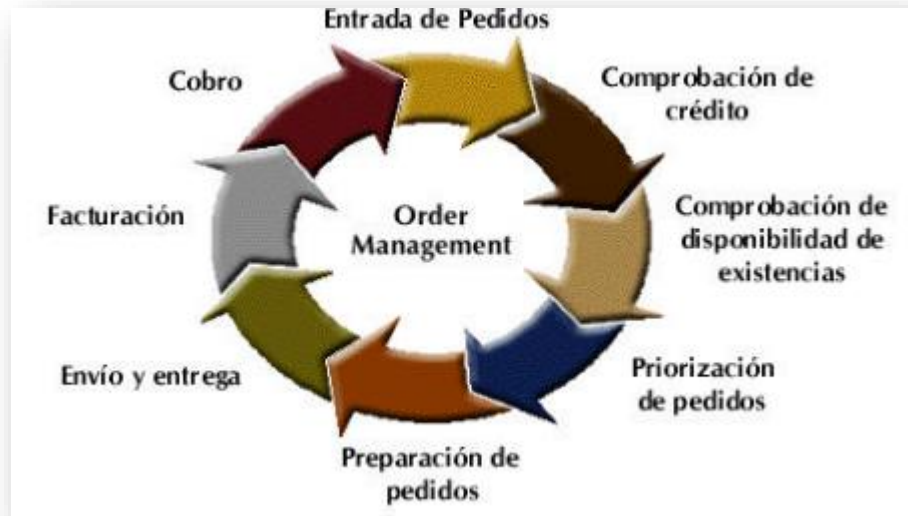 Entrada de Pedidos
Comprobación de
crédito
Comprobación de
disponibilidad de
existencias
Priorización
de pedidos
Preparación de
pedidos
Envío y entrega
Facturación
Cobro
Order
Management